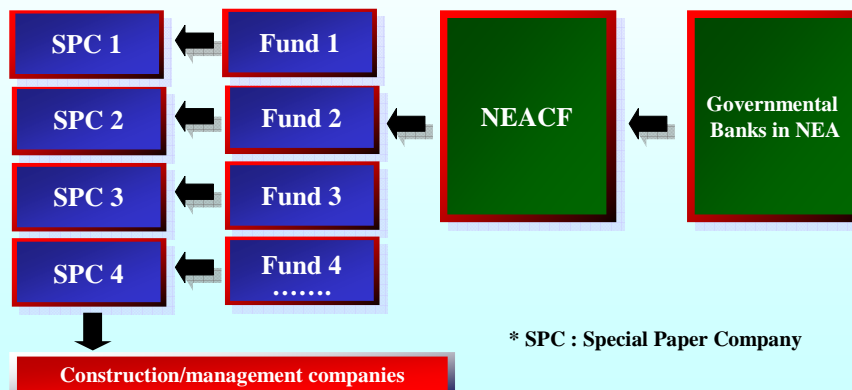 SPC 1
Fund 1
SPC 2
Fund 2
SPC 3
Fund 3
SPC 4
Fund 4
.......
NEACF
Governmental
Banks in NEA
* SPC : Special Paper Company
Construction/management companies